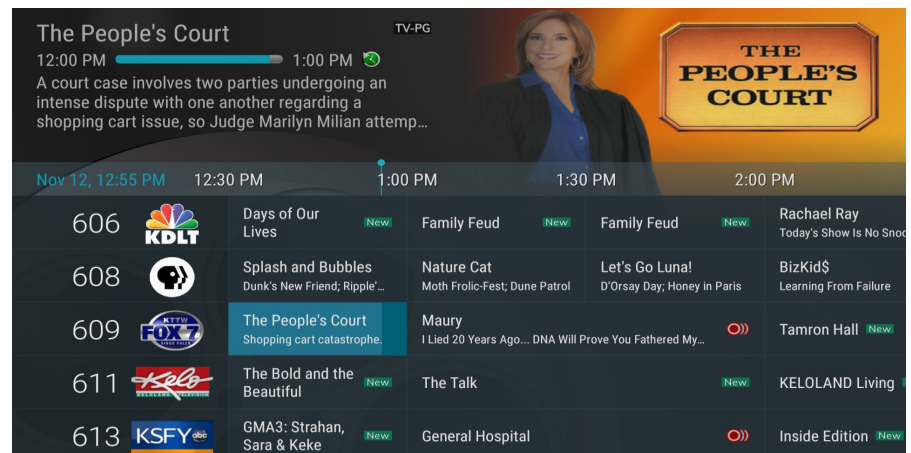 The People's Court
TV-PG
12:00 PM 1:00 PM
A court case involves two parties undergoing an
intense dispute with one another regarding a
shopping cart issue, so Judge Marilyn Milian attemp...
THE
PEOPLE'S
COURT
Nov 12, 12:55 PM 12:30 PM 1:00 PM 1:30 PM 2:00 PM
606 KDLT
Days of Our
Lives New
Family Feud New
Family Feud New
Rachael Ray
Today's Show Is No Snoo
608
Splash and Bubbles
Dunk's New Friend; Ripple'...
Nature Cat
Moth Frolic-Fest; Dune Patrol
Let's Go Luna!
D'Orsay Day; Honey in Paris
BizKid$
Learning From Failure
609
KTTW
FOX 7
SIOUX FALLS
The People's Court
Shopping cart catastrophe.
Maury
I Lied 20 Years Ago... DNA Will Prove You Fathered My...
Tamron Hall New
611
Kelo
KELOLAND TELEVISION
The Bold and the
Beautiful New
The Talk New
KELOLAND Living
613 KSFY abc
GMA3: Strahan,
Sara & Keke New
General Hospital
Inside Edition New